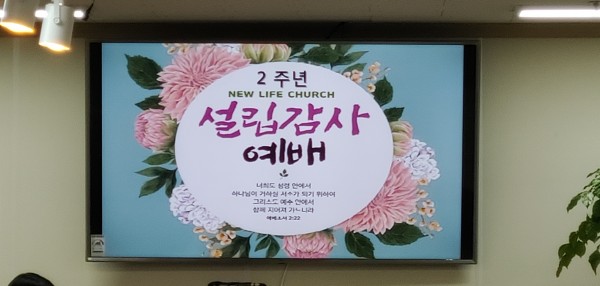 2 주년
NEW LIFE CHURCH
설립감사
예배
너희도 성령 안에서
하나님이 거하실 처소가 되기 위하여
그리스도 예수 안에서
함께 지어져 가느니라
에베소서 2:22